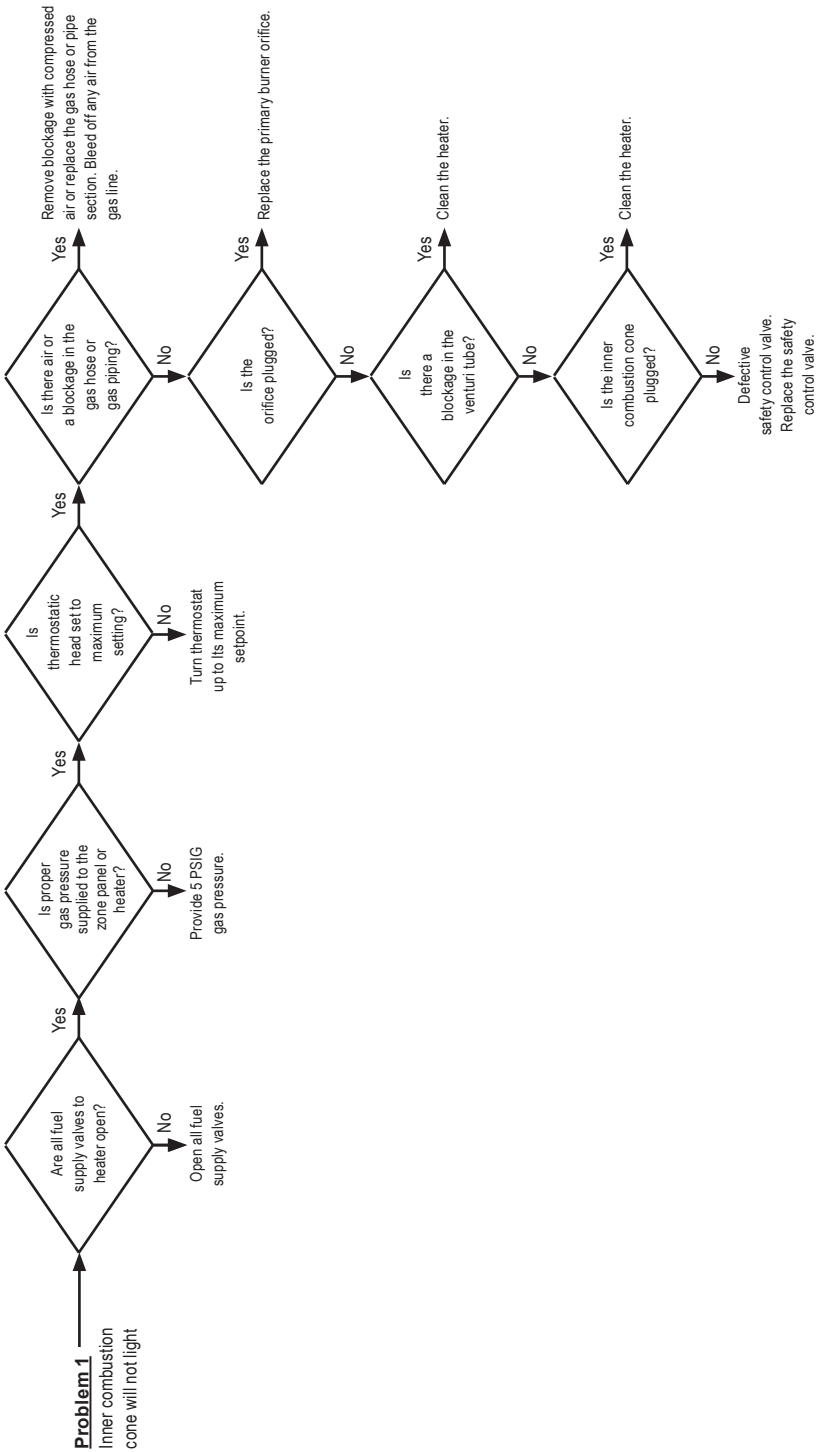 Problem 1
Inner combustion
cone will not light
Are all fuel
supply valves to
heater open?
Yes
No
Open all fuel
supply valves.
Is proper
gas pressure
supplied to the
zone panel or
heater?
Yes
No
Provide 5 PSIG
gas pressure.
Is
thermostatic
head set to
maximum
setting?
Yes
No
Turn thermostat
up to Its maximum
setpoint.
Is there air or
a blockage in the
gas hose or
gas piping?
Yes
Remove blockage with compressed
air or replace the gas hose or pipe
section. Bleed off any air from the
gas line.
No
Is the
orifice plugged?
Yes
Replace the primary burner orifice.
No
Is
there a
blockage in the
venturi tube?
Yes
Clean the heater.
No
Is the inner
combustion cone
plugged?
Yes
Clean the heater.
No
Defective
safety control valve.
Replace the safety
control valve.